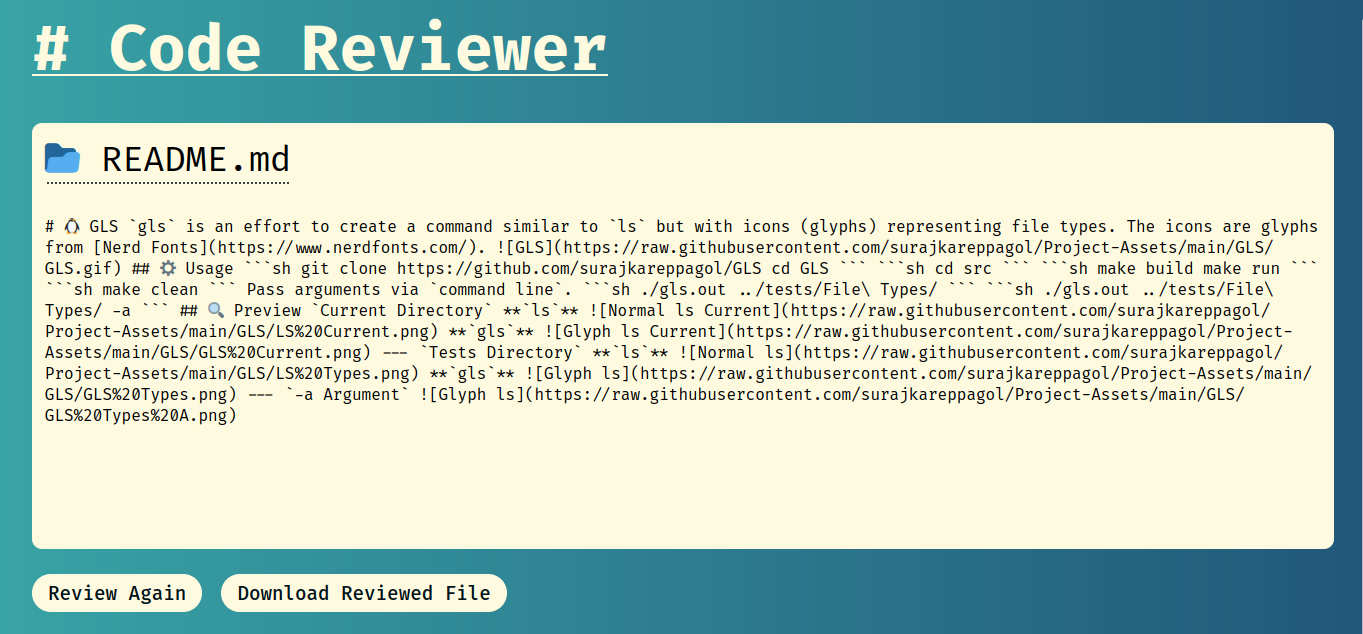 # Code Reviewer
📂 README.md
# 🐧 GLS `gls` is an effort to create a command similar to `ls` but with icons (glyphs) representing file types. The icons are glyphs
from [Nerd Fonts](https://www.nerdfonts.com/). ![GLS](https://raw.githubusercontent.com/surajkareppagol/Project-Assets/main/GLS/
GLS.gif) ## ⚙️ Usage ```sh git clone https://github.com/surajkareppagol/GLS cd GLS ``` ```sh cd src ``` ```sh make build make run ```
```sh make clean ``` Pass arguments via `command line`. ```sh ./gls.out ../tests/File\ Types/ ``` ```sh ./gls.out ../tests/File\
Types/ -a ``` ## 🔍 Preview `Current Directory` **`ls`** ![Normal ls Current](https://raw.githubusercontent.com/surajkareppagol/
Project-Assets/main/GLS/LS%20Current.png) **`gls`** ![Glyph ls Current](https://raw.githubusercontent.com/surajkareppagol/Project-
Assets/main/GLS/GLS%20Current.png) --- `Tests Directory` **`ls`** ![Normal ls](https://raw.githubusercontent.com/surajkareppagol/
Project-Assets/main/GLS/LS%20Types.png) **`gls`** ![Glyph ls](https://raw.githubusercontent.com/surajkareppagol/Project-Assets/main/
GLS/GLS%20Types.png) --- `-a Argument` ![Glyph ls](https://raw.githubusercontent.com/surajkareppagol/Project-Assets/main/GLS/
GLS%20Types%20A.png)
Review Again
Download Reviewed File